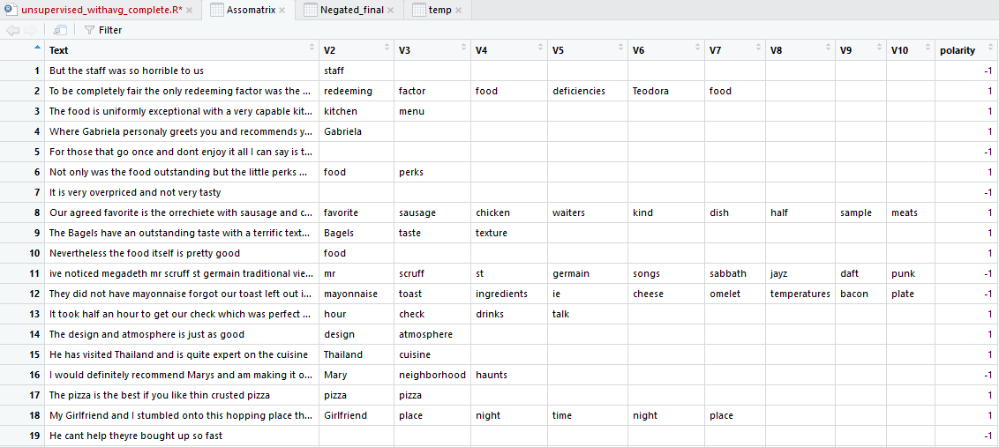 unsupervised_withavg_complete.R* Assomatrix Negated_final temp
Filter
Text V2 V3 V4 V5 V6 V7 V8 V9 V10 polarity
1 But the staff was so horrible to us staff -1
2 To be completely fair the only redeeming factor was the ... redeeming factor food deficiencies Teodora food 1
3 The food is uniformly exceptional with a very capable kit... kitchen menu 1
4 Where Gabriela personaly greets you and recommends y... Gabriela 1
5 For those that go once and dont enjoy it all I can say is t... -1
6 Not only was the food outstanding but the little perks ... food perks 1
7 It is very overpriced and not very tasty -1
8 Our agreed favorite is the orrechiete with sausage and c... favorite sausage chicken waiters kind dish half sample meats 1
9 The Bagels have an outstanding taste with a terrific text... Bagels taste texture 1
10 Nevertheless the food itself is pretty good food 1
11 ive noticed megadeth mr scruff st germain traditional vie... mr scruff st germain songs sabbath jayz daft punk -1
12 They did not have mayonnaise forgot our toast left out i... mayonnaise toast ingredients ie cheese omelet temperatures bacon plate -1
13 It took half an hour to get our check which was perfect ... hour check drinks talk 1
14 The design and atmosphere is just as good design atmosphere 1
15 He has visited Thailand and is quite expert on the cuisine Thailand cuisine 1
16 I would definitely recommend Marys and am making it o... Mary neighborhood haunts -1
17 The pizza is the best if you like thin crusted pizza pizza pizza 1
18 My Girlfriend and I stumbled onto this hopping place th... Girlfriend place night time night place 1
19 He cant help theyre bought up so fast -1